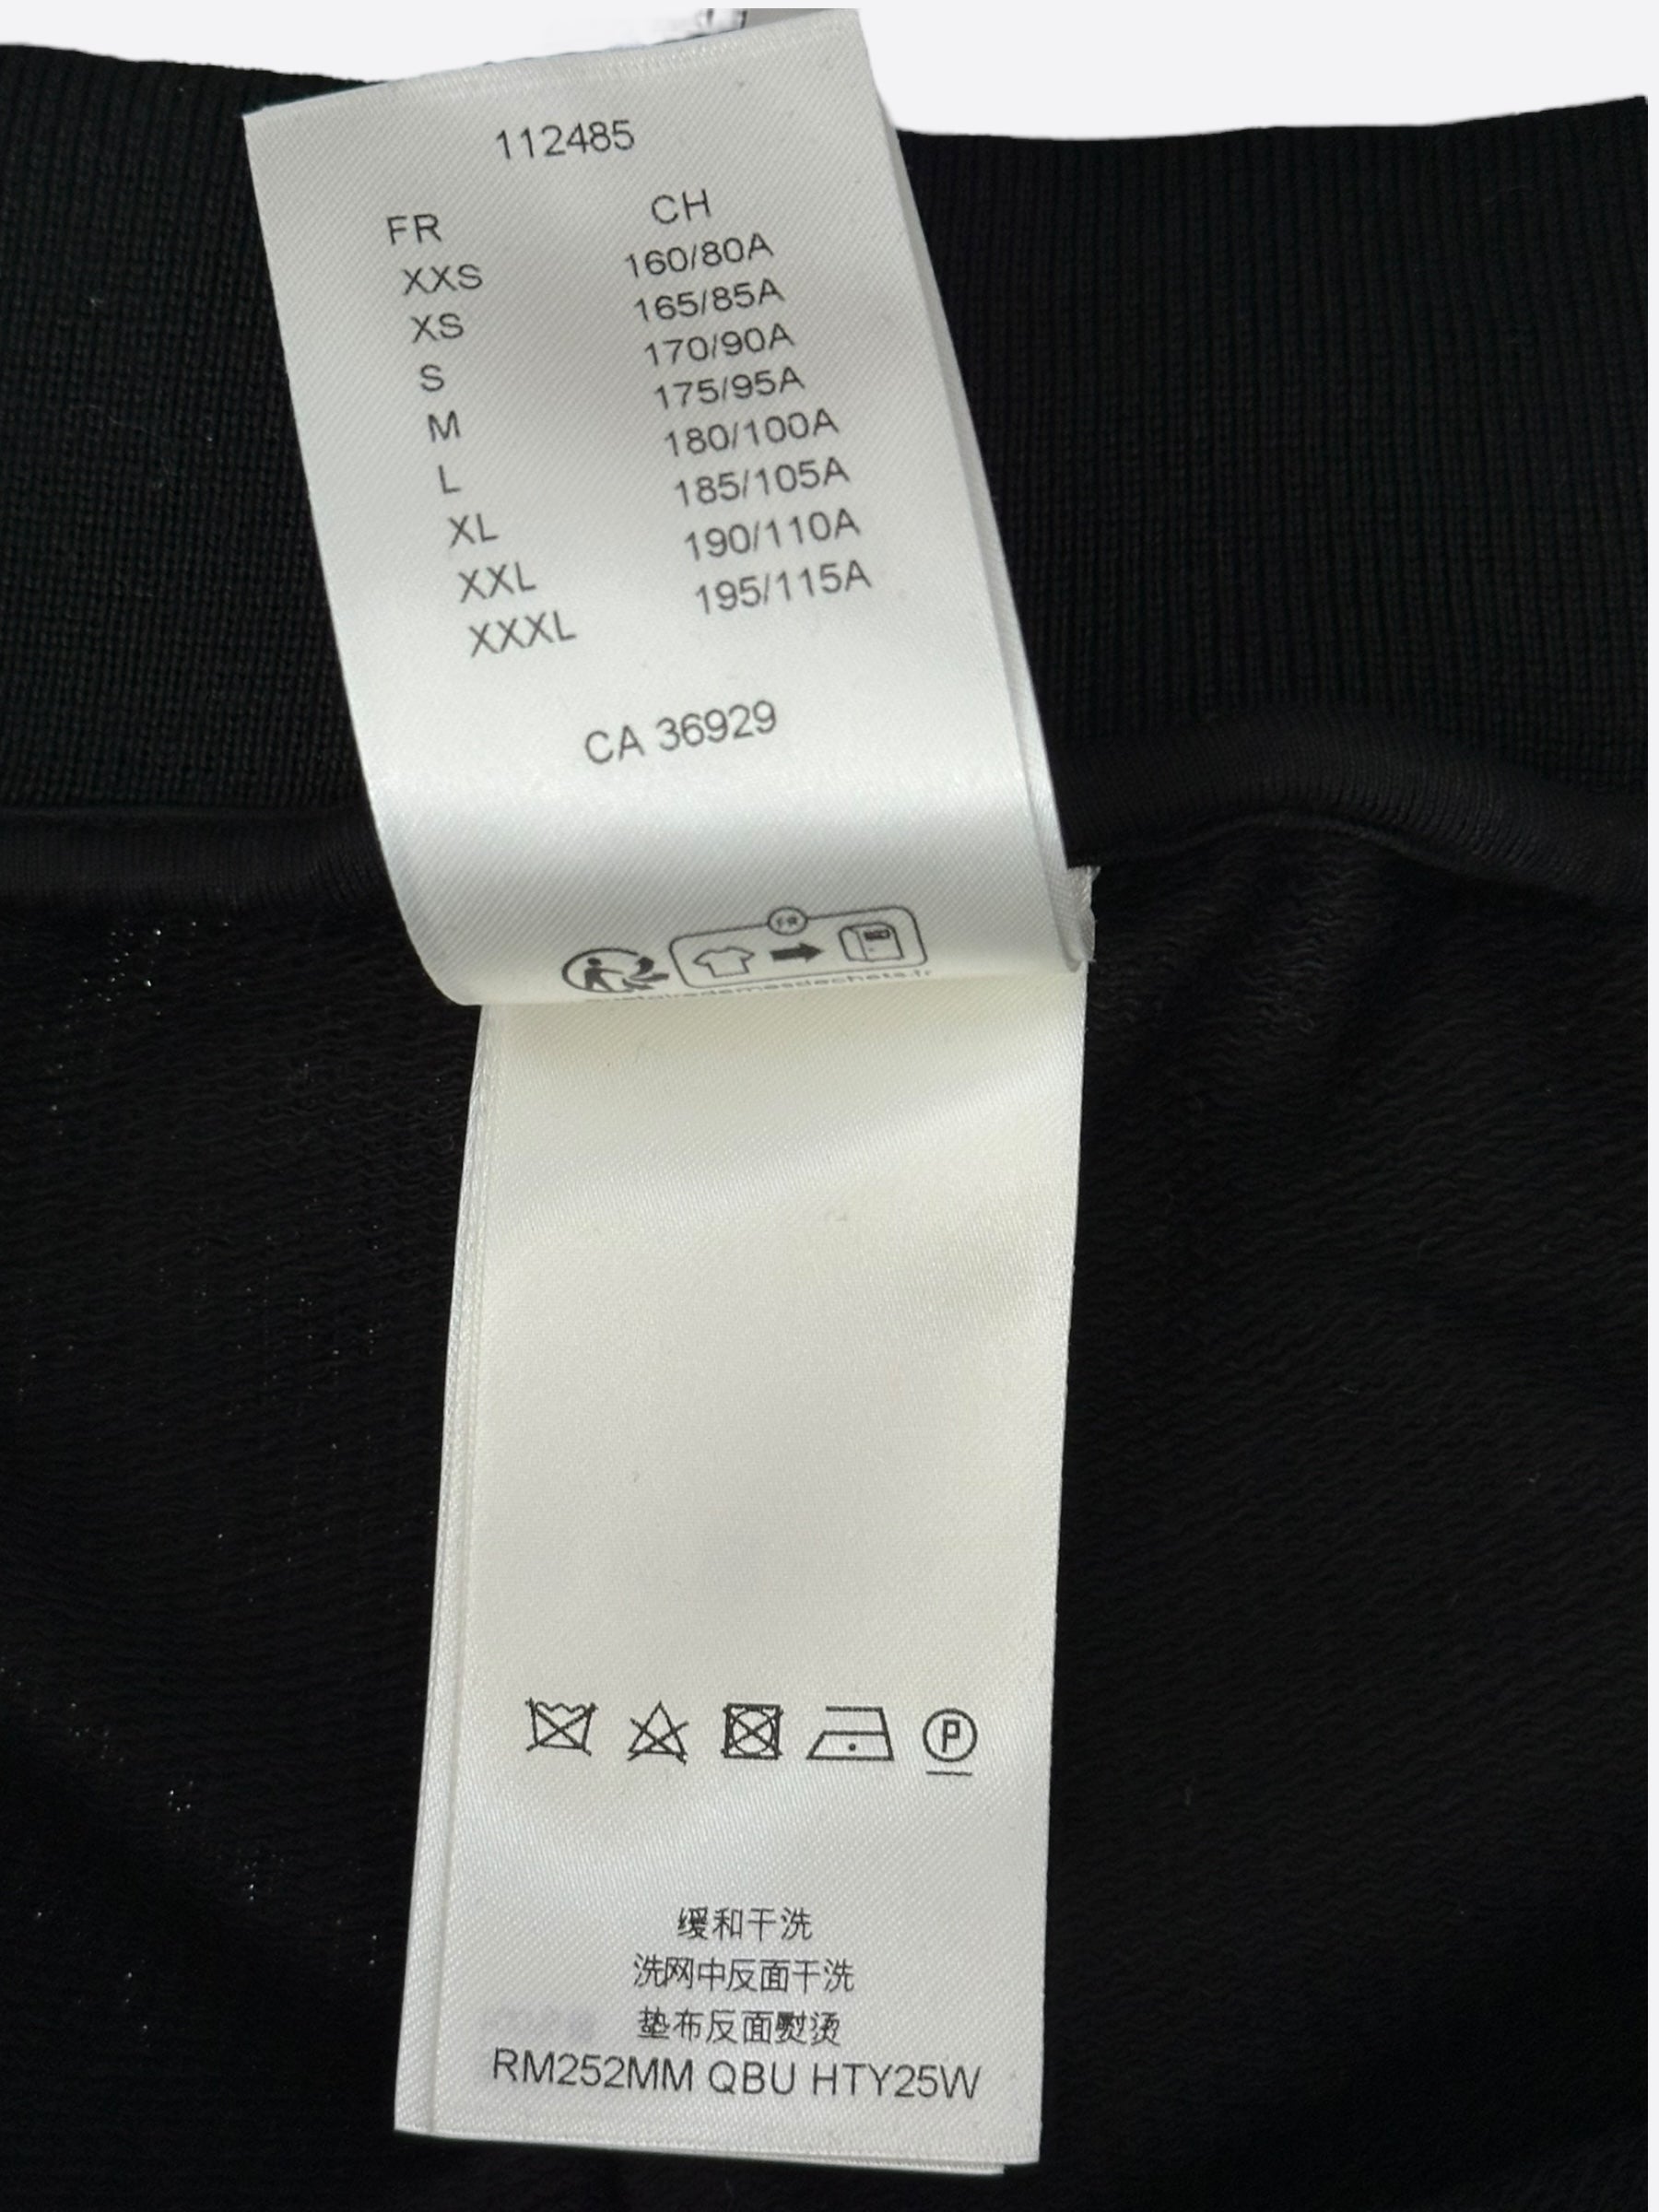 112485
FR CH
XXS 160/80A
XS 165/85A
S 170/90A
M 175/95A
L 180/100A
XL 185/105A
XXL 190/110A
XXXL 195/115A
CA 36929
FR
P
缓和干洗
洗网中反面干洗
垫布反面熨烫
RM252MM QBU HTY25W